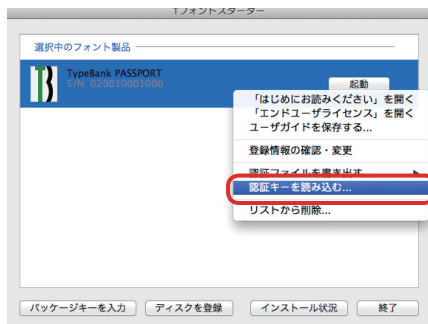 Tフォントスターター
選択中のフォント製品
TypeBank PASSPORT
S/N: 020010001000
起動
「はじめにお読みください」を開く
「エンドユーザライセンス」を開く
ユーザガイドを保存する...
登録情報の確認・変更
認証ファイルを書き出す
認証キーを読み込む...
リストから削除...
パッケージキーを入力
ディスクを登録
インストール状況
終了